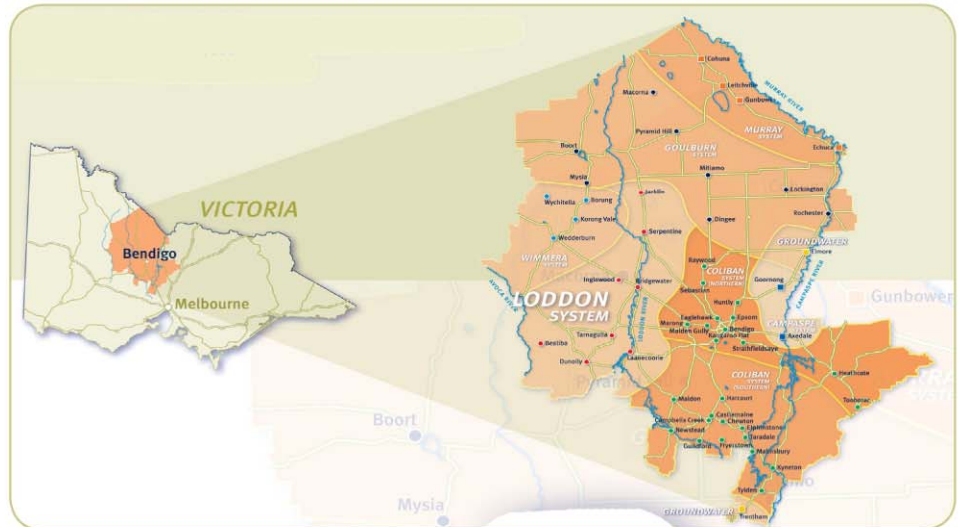 VICTORIA
Bendigo
Melbourne
Cohuna
Leitchville
Gunbower
MURRAY RIVER
Macorna
MURRAY
SYSTEM
Pyramid Hill
GOULBURN
SYSTEM
Echuca
Boort
Mitiamo
Mysia
Lockington
Jarklin
Wychitella
Borung
Rochester
Korong Vale
Dingee
Serpentine
Wedderburn
GROUNDWATER
Elmore
WIMMERA
SYSTEM
Raywood
COLIBAN
SYSTEM
(NORTHERN)
Inglewood
Bridgewater
Sebastian
Goornong
AVOCA RIVER
LODDON
SYSTEM
LODDON RIVER
CAMPASPE RIVER
Huntly
Gunbower
Eaglehawk
Epsom
Marong
Bendigo
CAMPASPE
Maiden Gully
Kangaroo Flat
Axedale
Tarnagulla
Strathfieldsaye
Bealiba
Laanecoorie
Dunolly
COLIBAN
SYSTEM
(SOUTHERN)
Heathcote
Pyramid
Maldon
Harcourt
Tooborac
Boort
Castlemaine
Campbells Creek
Chewton
Newstead
Elphinstone
Taradale
Guildford
Fryerstown
Malmsbury
Kyneton
Tylden
Mysia
GROUNDWATER
Trentham